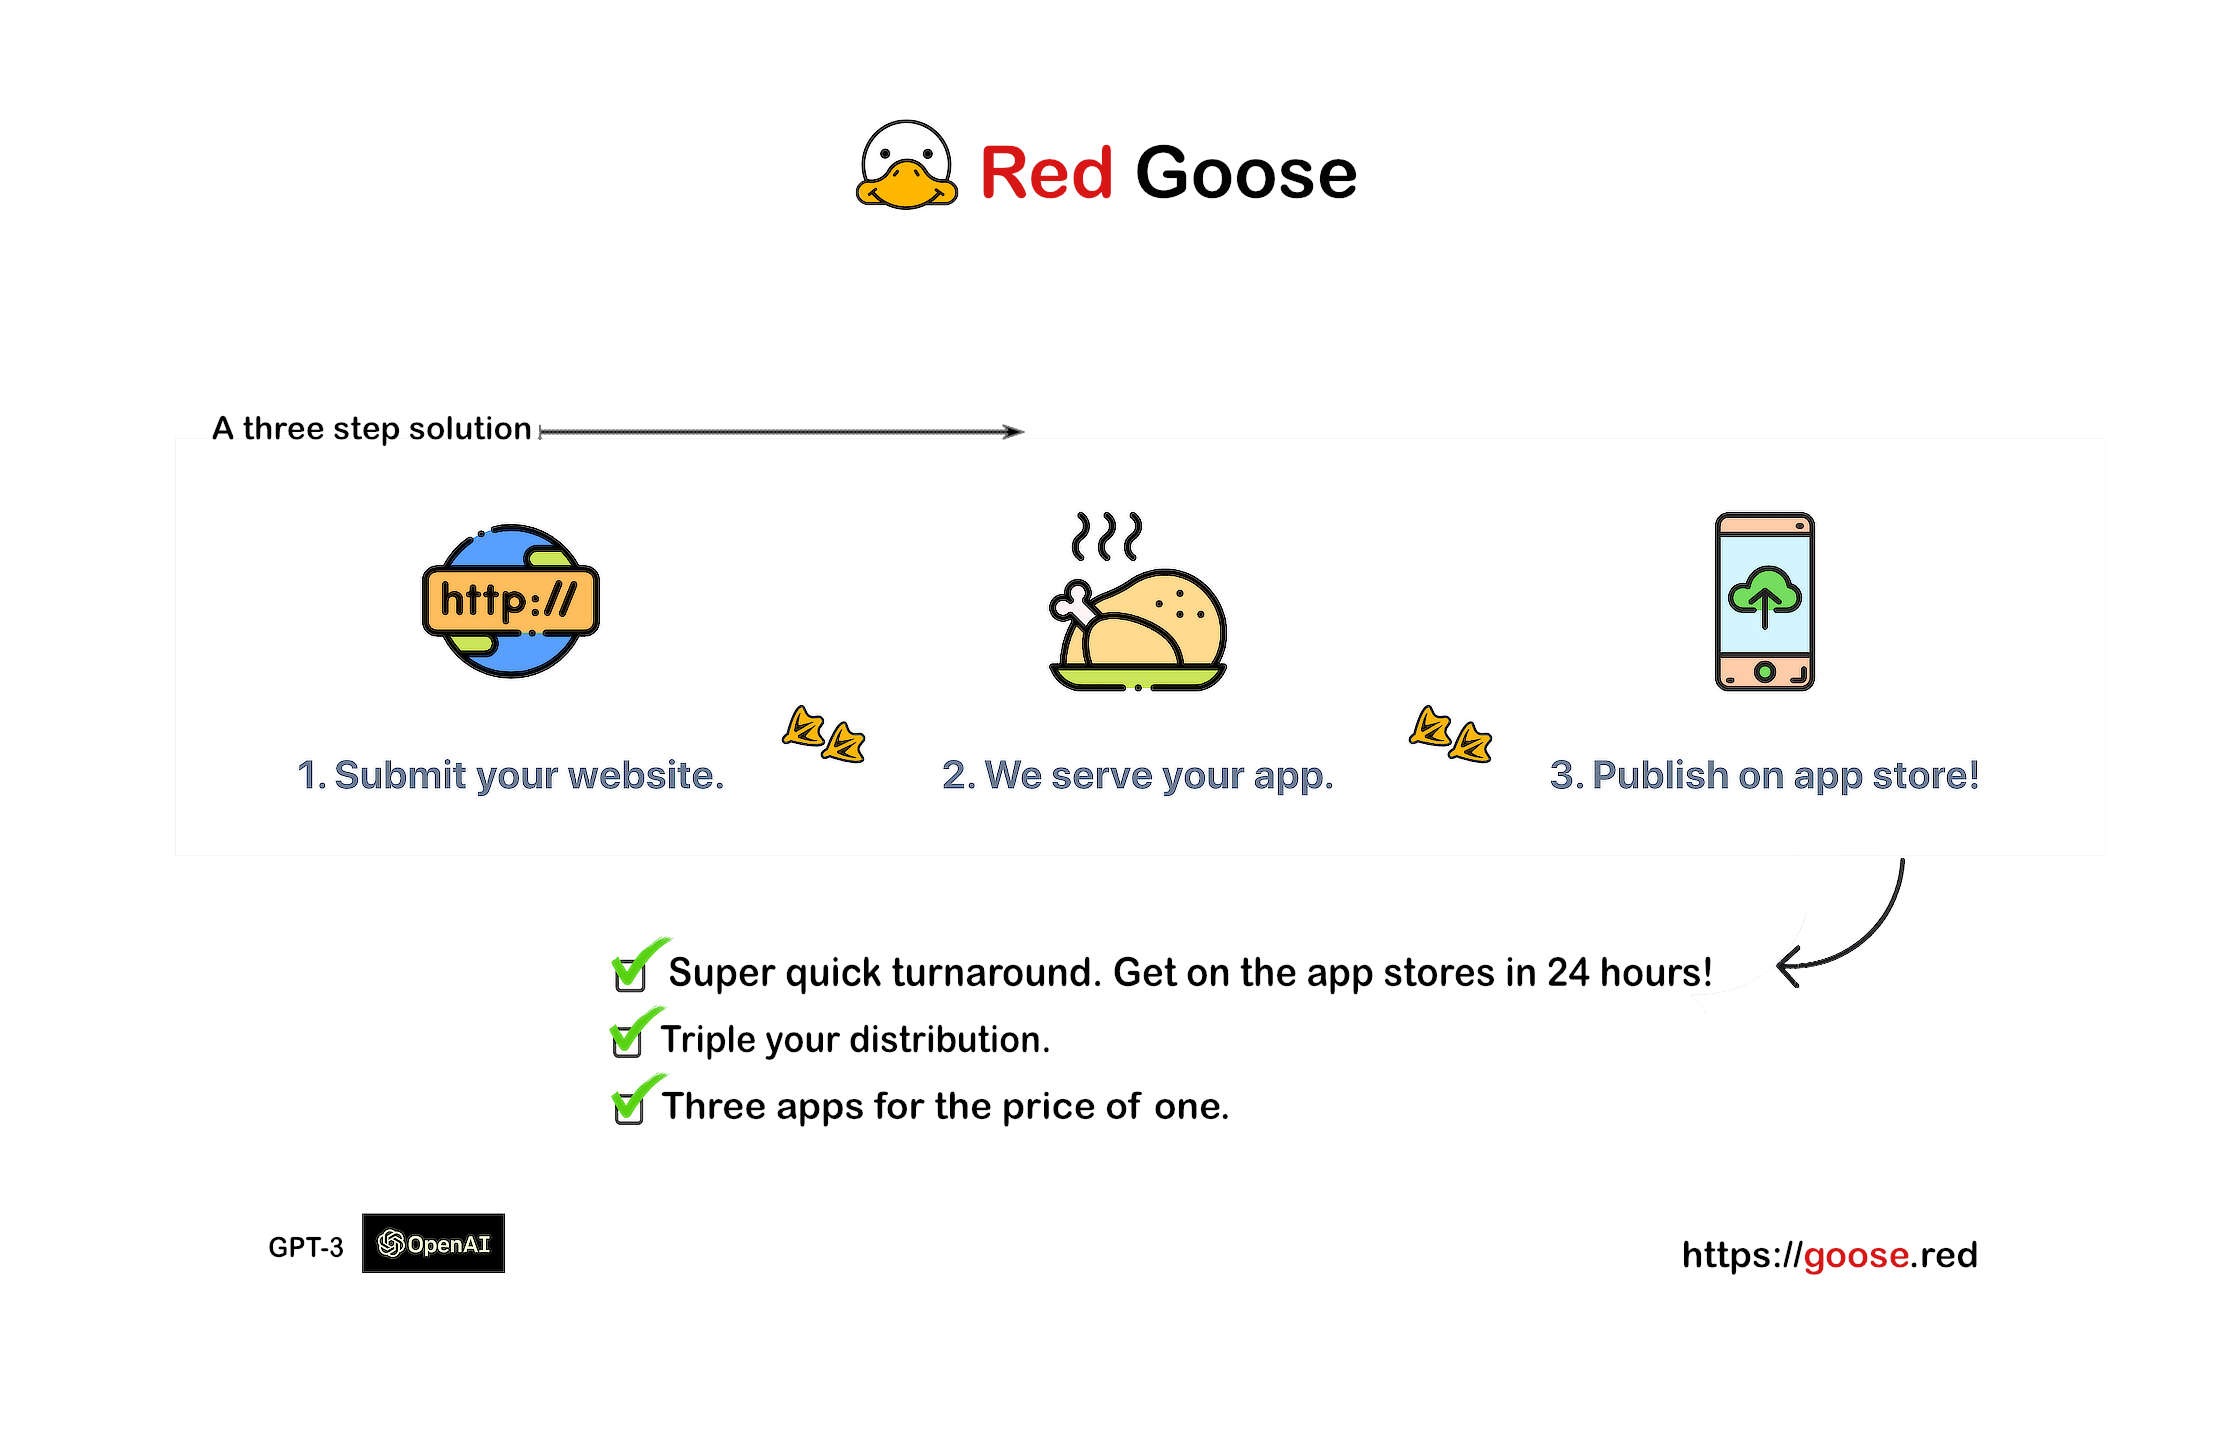 Red Goose
A three step solution
http://
1. Submit your website.
2. We serve your app.
3. Publish on app store!
Super quick turnaround. Get on the app stores in 24 hours!
Triple your distribution.
Three apps for the price of one.
GPT-3
OpenAI
https://goose.red